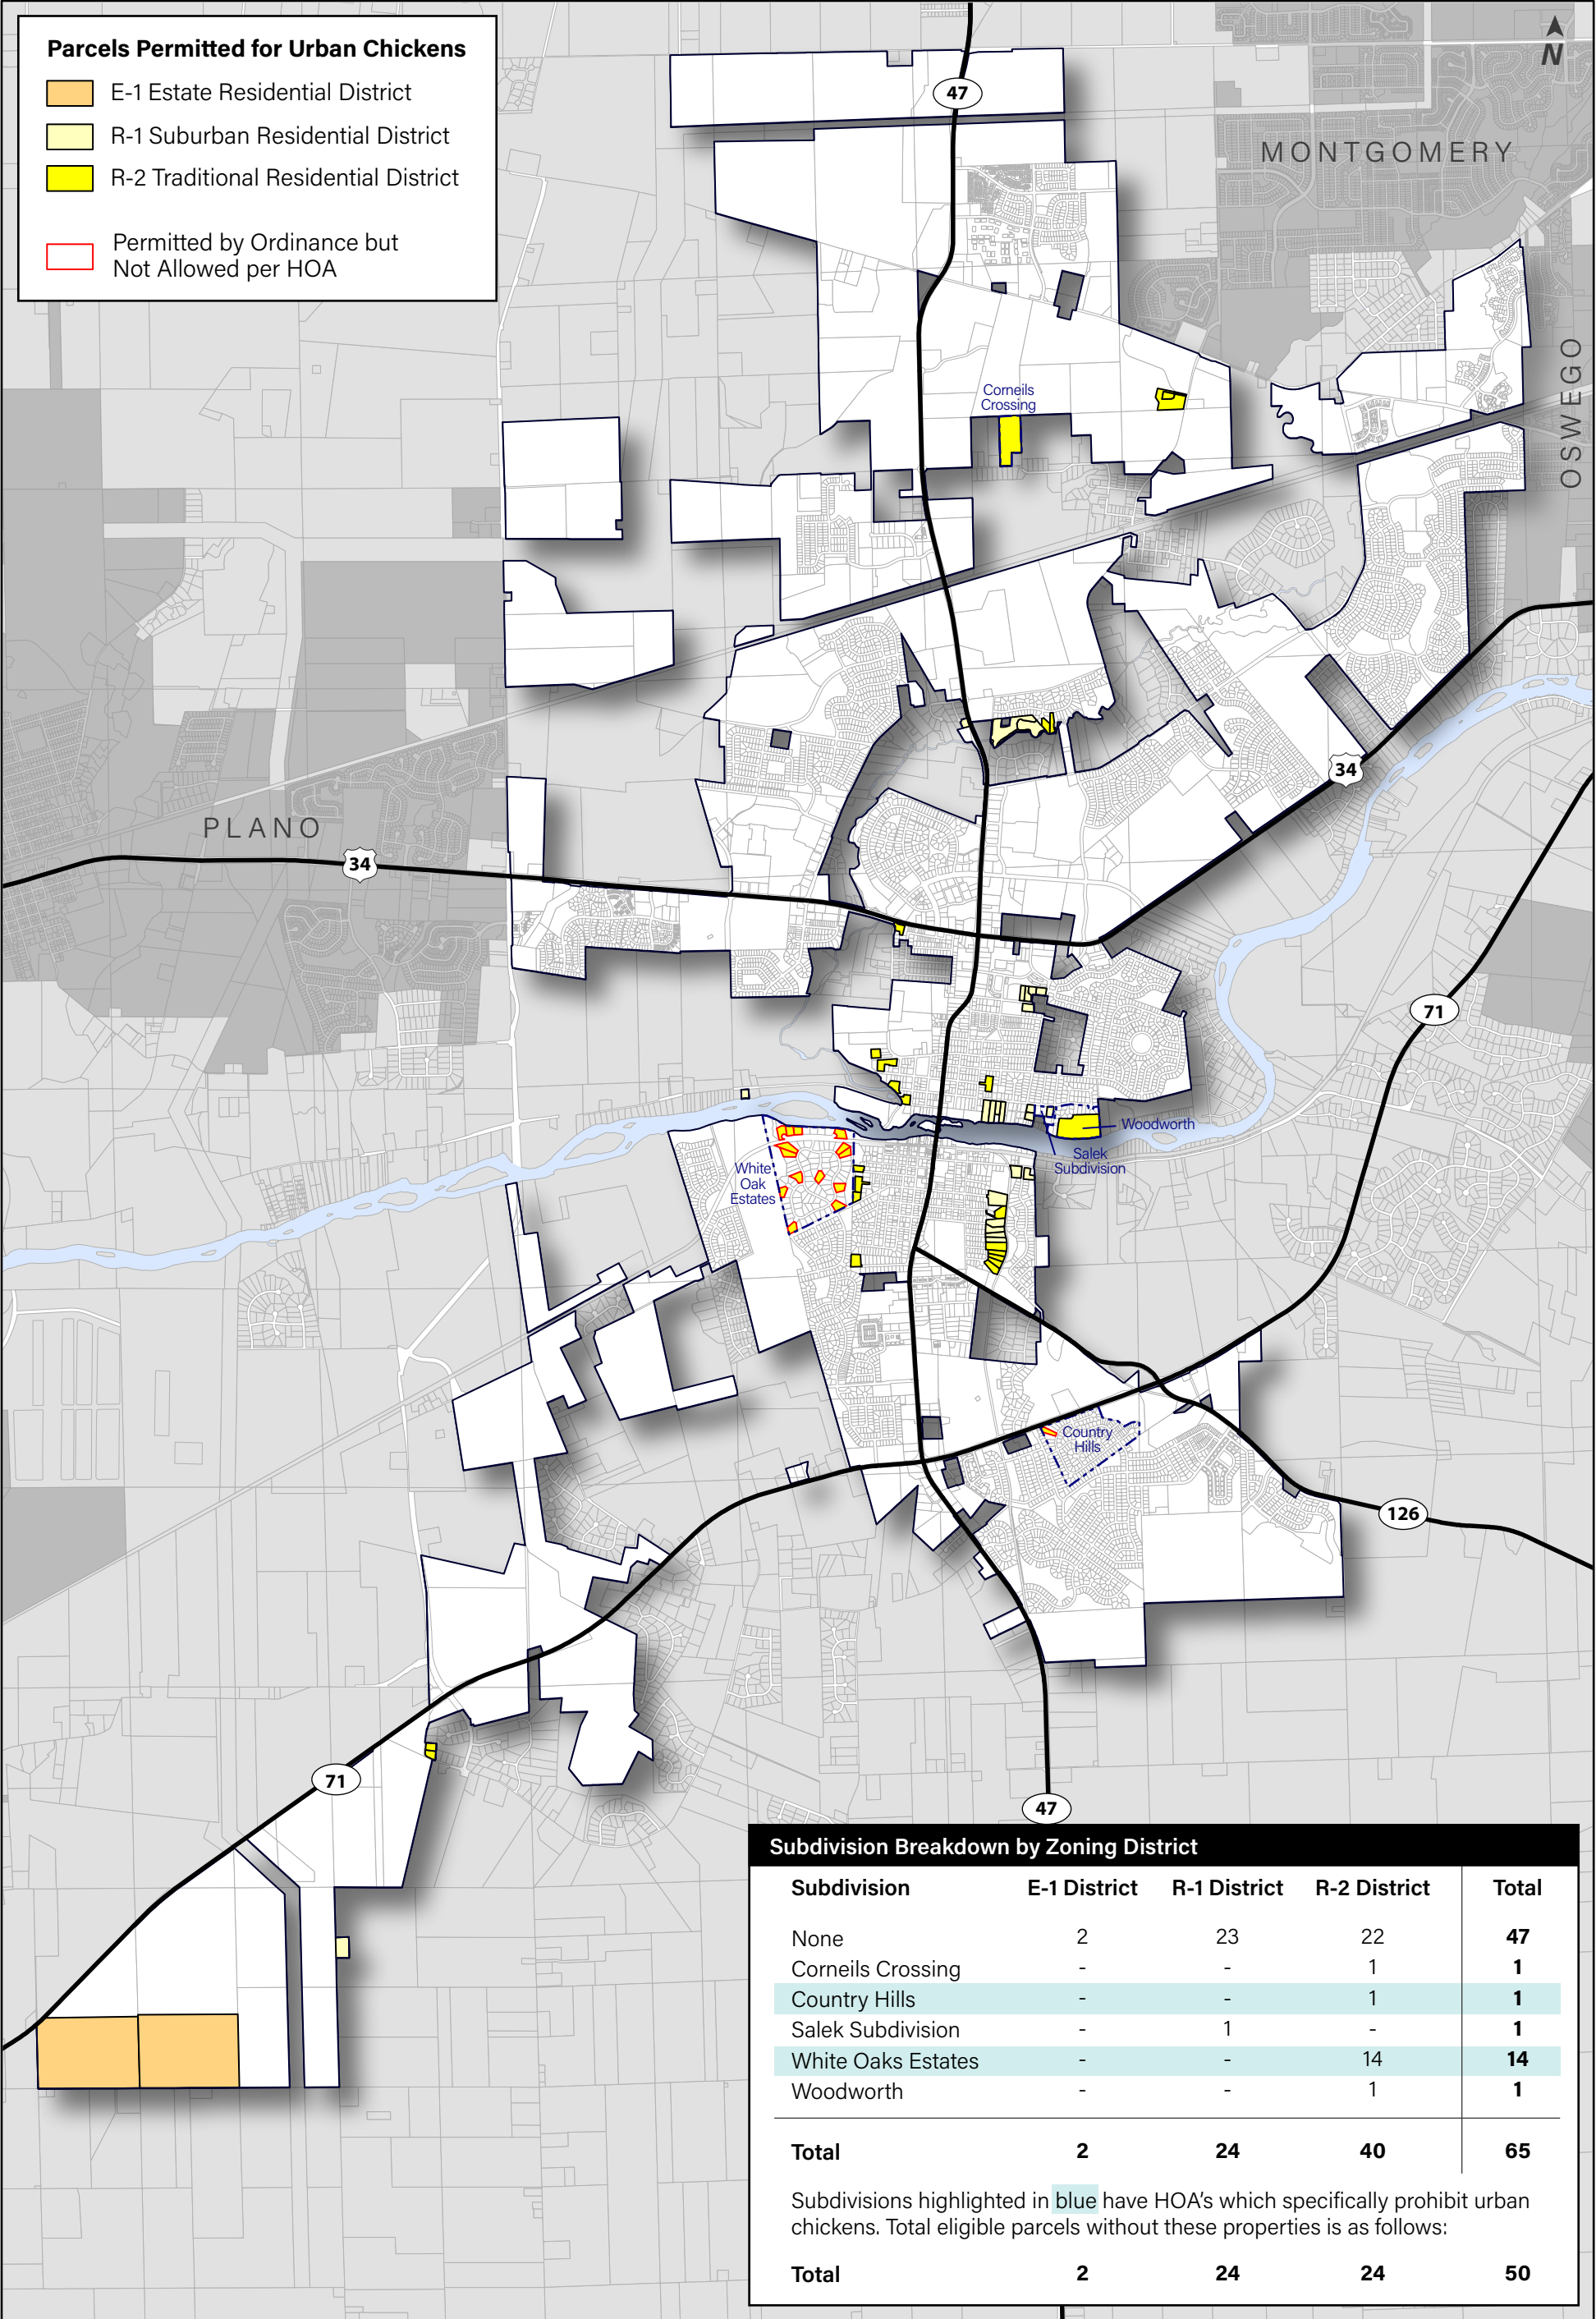 Parcels Permitted for Urban Chickens
E-1 Estate Residential District
R-1 Suburban Residential District
R-2 Traditional Residential District
Permitted by Ordinance but
Not Allowed per HOA
N
47
MONTGOMERY
OSWEGO
Corneils
Crossing
34
PLANO
34
71
Woodworth
Salek
Subdivision
White
Oak
Estates
Country
Hills
126
71
47
Subdivision Breakdown by Zoning District
Subdivision E-1 District R-1 District R-2 District Total
None 2 23 22 47
Corneils Crossing - - 1 1
Country Hills - - 1 1
Salek Subdivision - 1 - 1
White Oaks Estates - - 14 14
Woodworth - - 1 1
Total 2 24 40 65
Subdivisions highlighted in blue have HOA's which specifically prohibit urban
chickens. Total eligible parcels without these properties is as follows:
Total 2 24 24 50